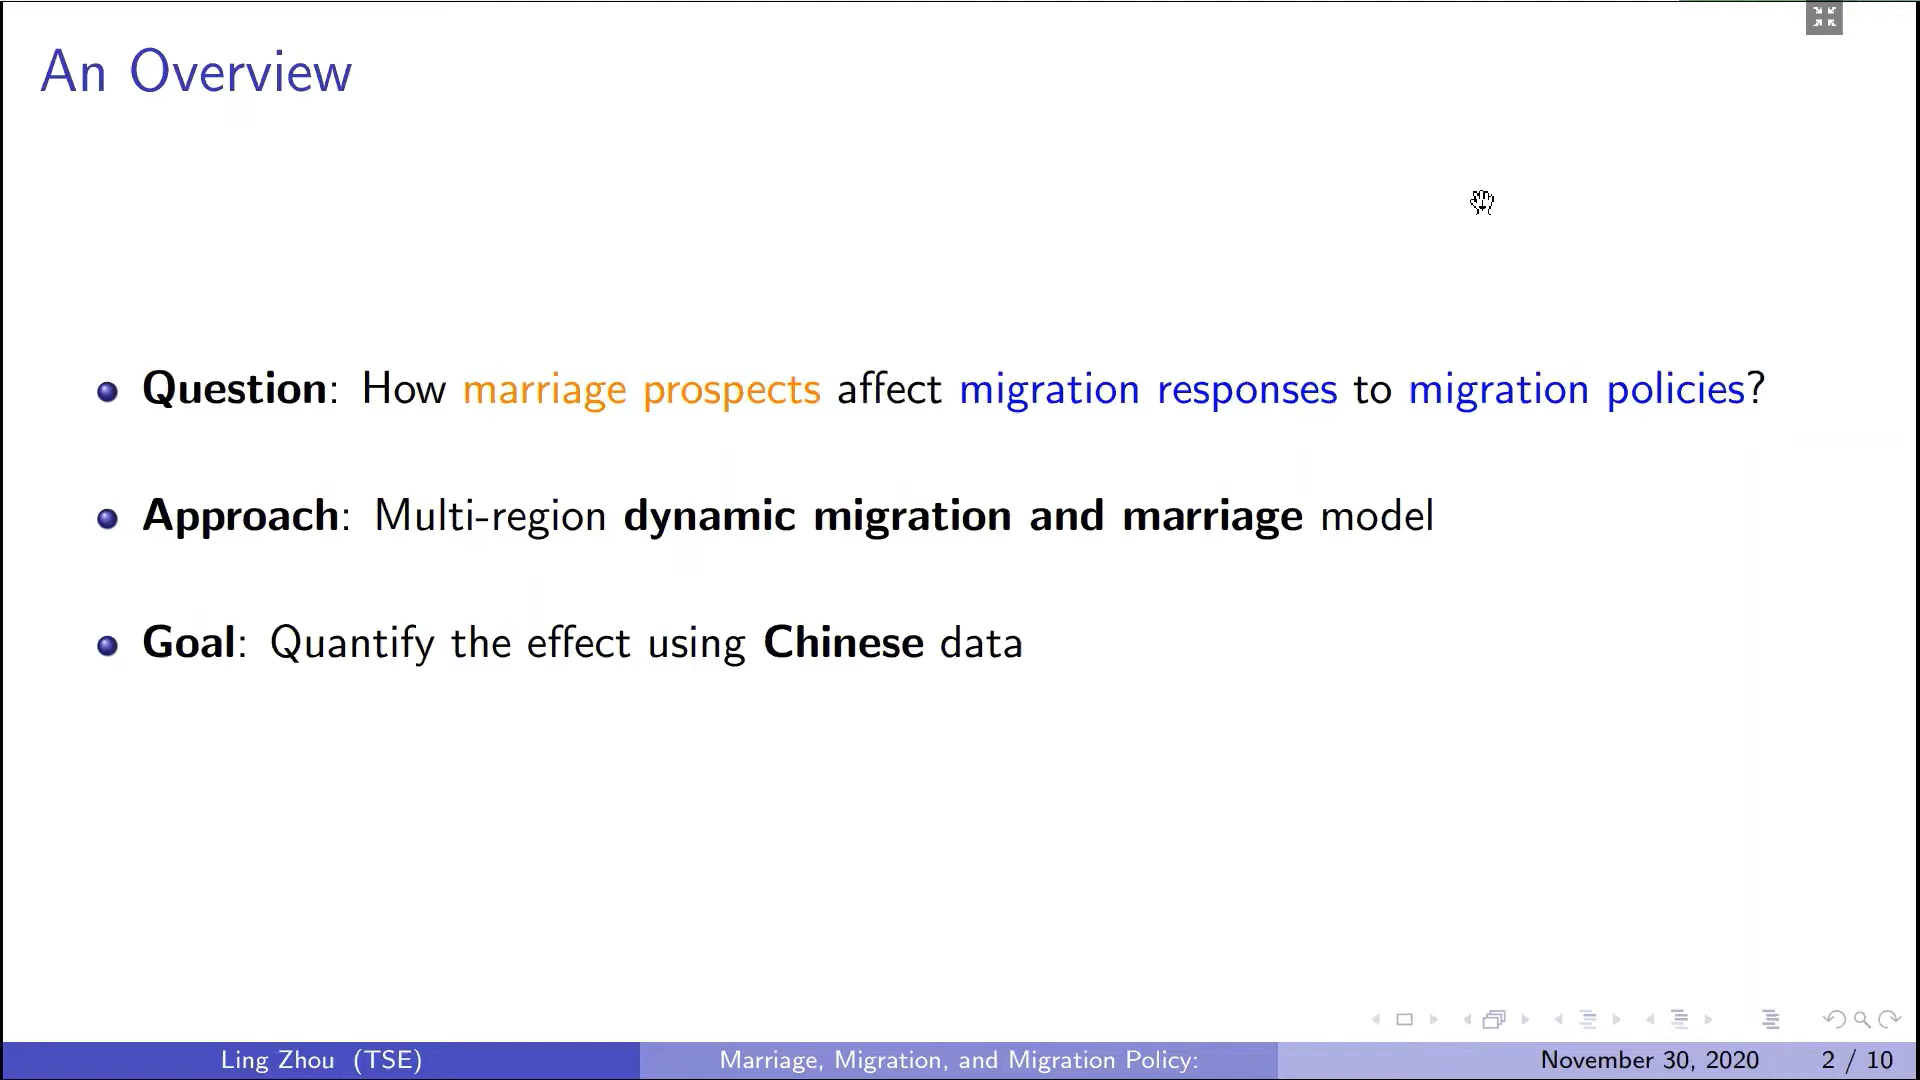 An Overview
Question: How marriage prospects affect migration responses to migration policies?
Approach: Multi-region dynamic migration and marriage model
Goal: Quantify the effect using Chinese data
Ling Zhou (TSE)
Marriage, Migration, and Migration Policy:
November 30, 2020
2 / 10